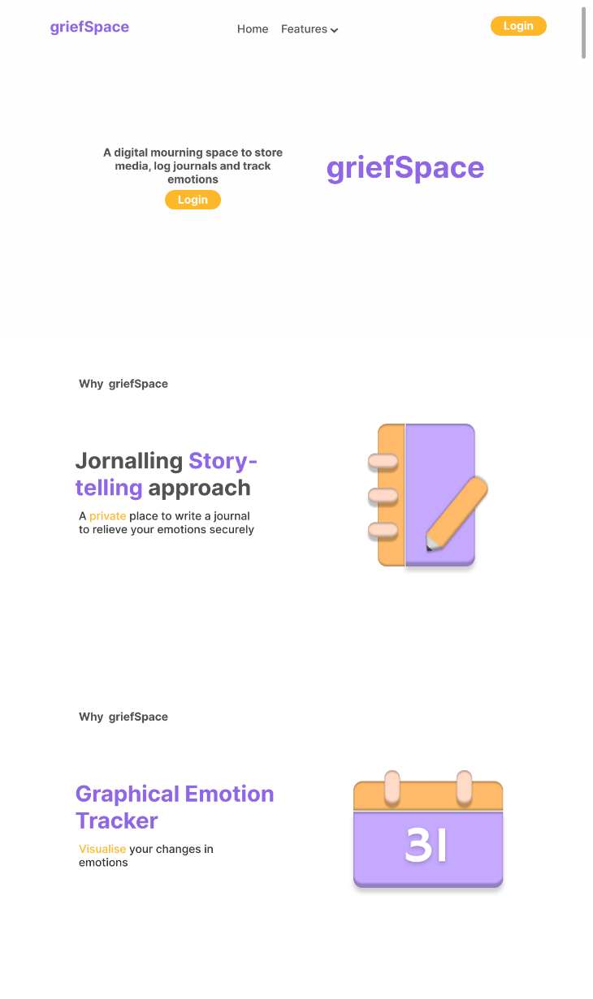 griefSpace
Home Features
Login
A digital mourning space to store
media, log journals and track
emotions
Login
griefSpace
Why griefSpace
Jornalling Story-
telling approach
A private place to write a journal
to relieve your emotions securely
Why griefSpace
Graphical Emotion
Tracker
Visualise your changes in
emotions
31